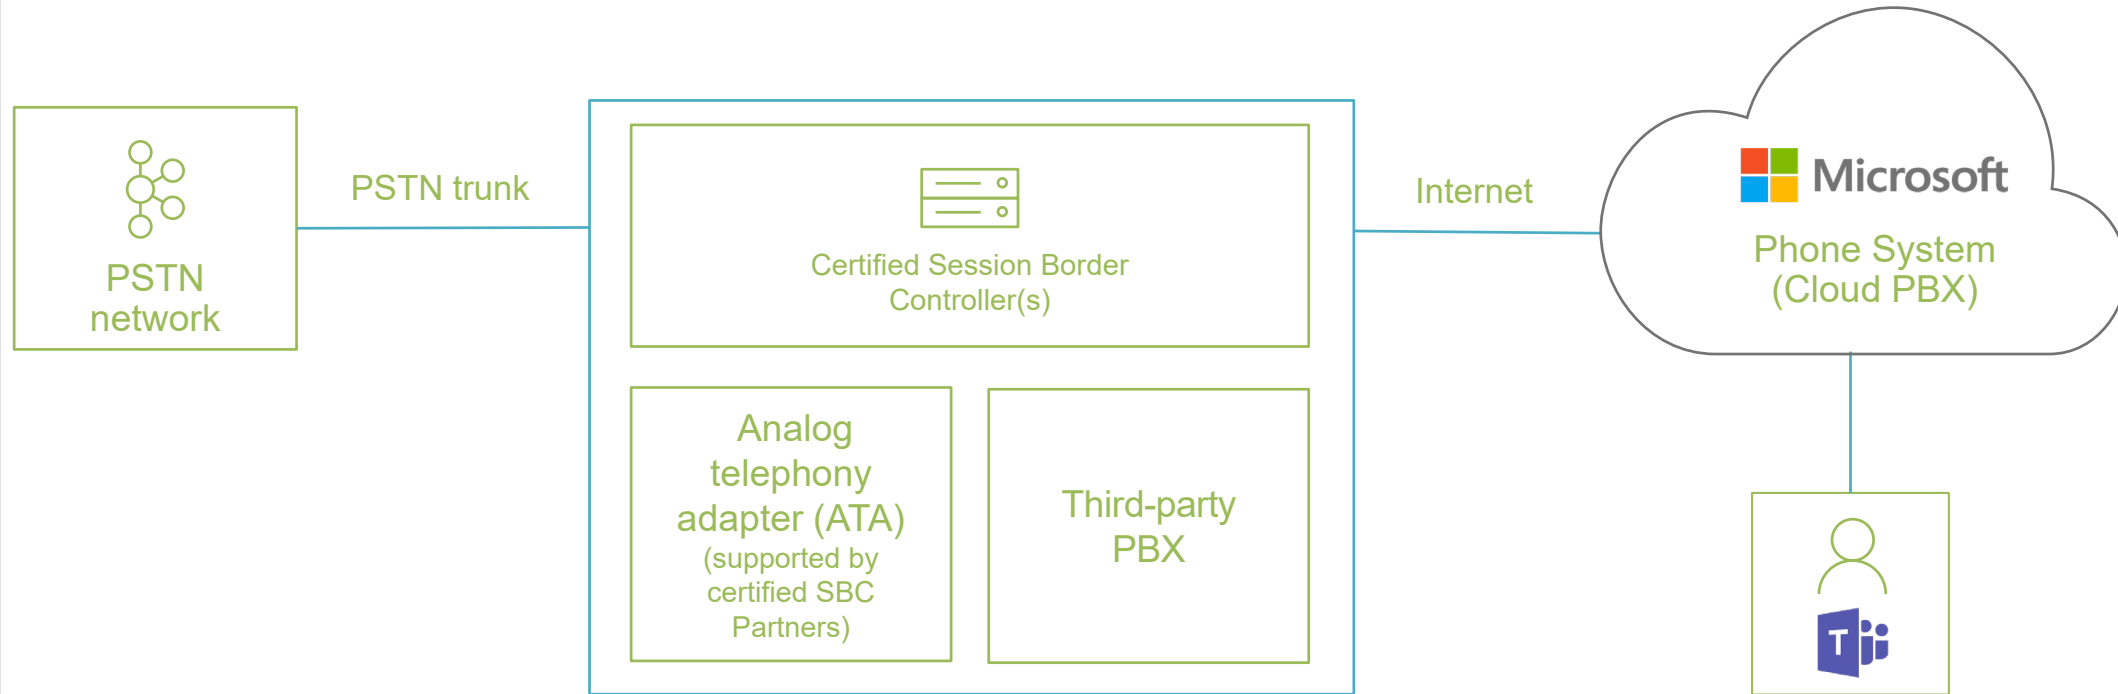 PSTN
network
PSTN trunk
Certified Session Border
Controller(s)
Analog
telephony
adapter (ATA)
(supported by
certified SBC
Partners)
Third-party
PBX
Internet
Microsoft
Phone System
(Cloud PBX)
T